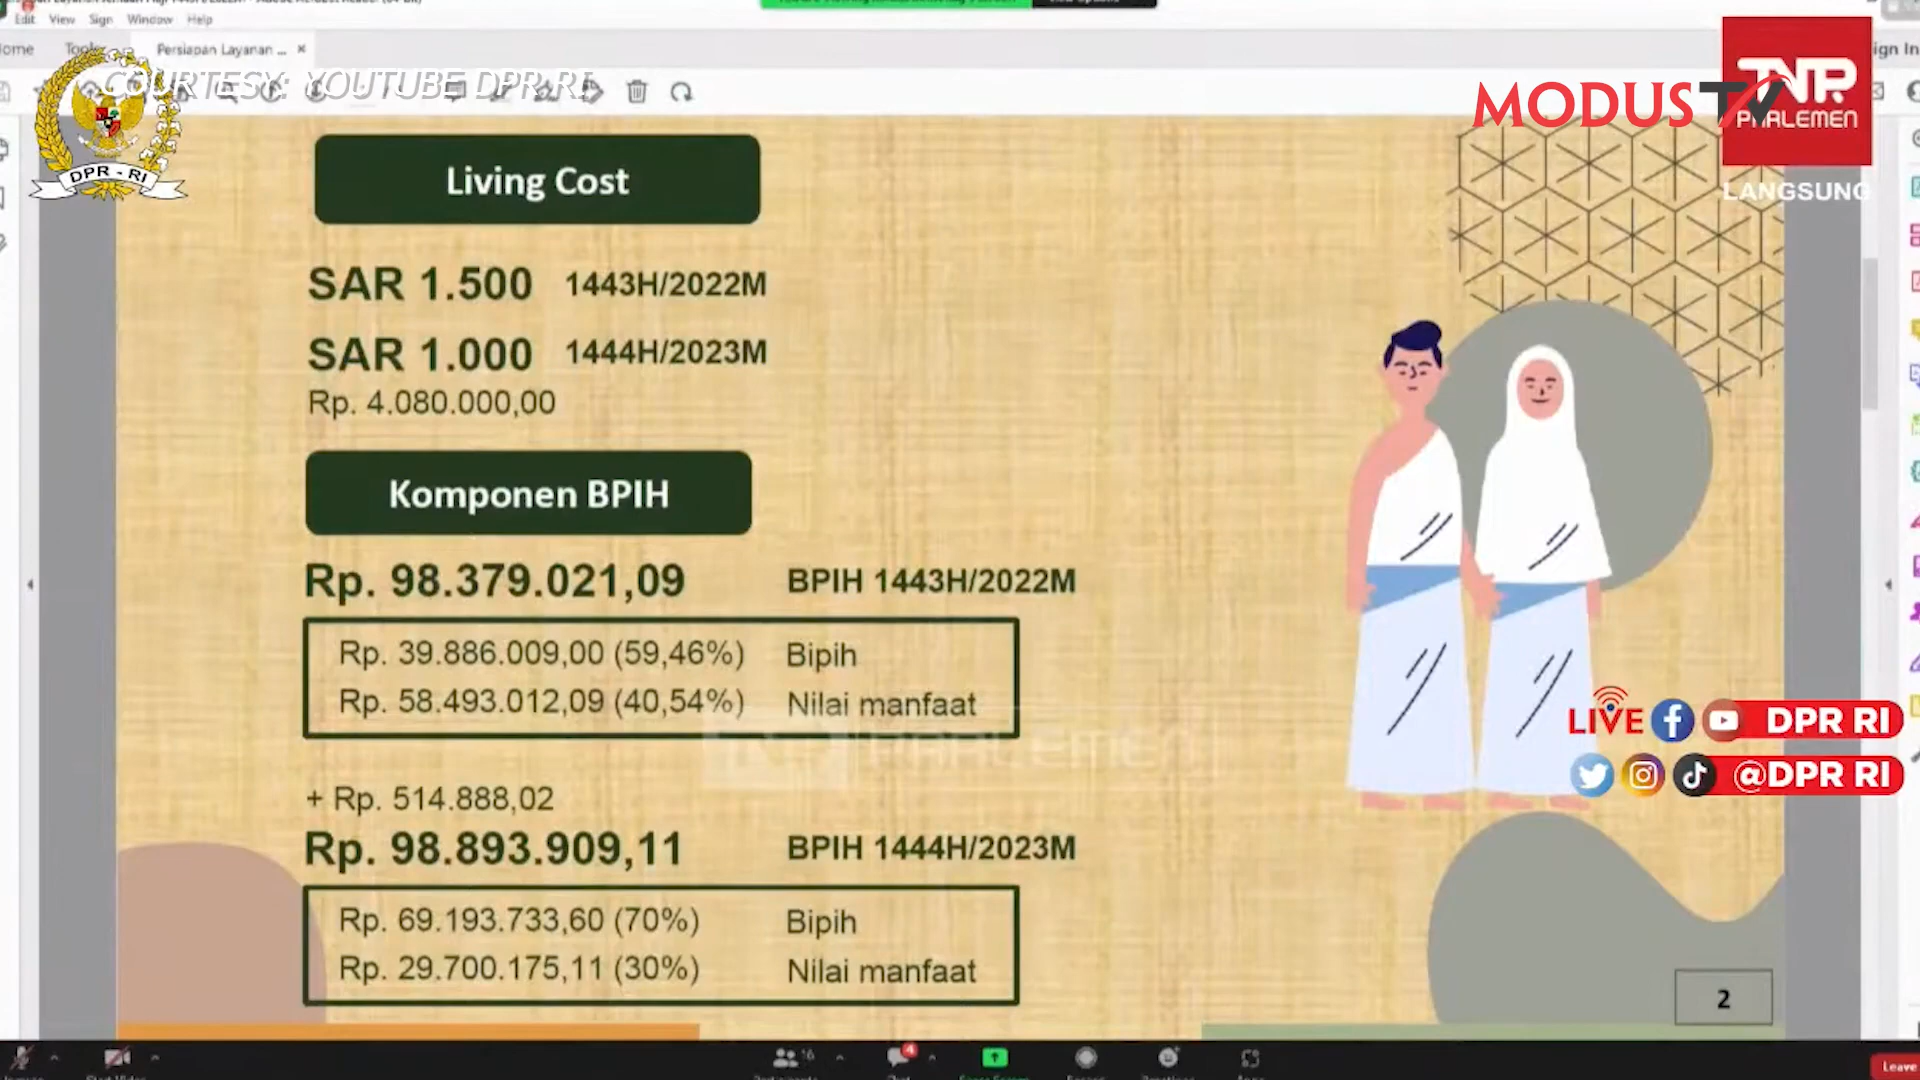 Edit View Sign Window Help
Home Tools Persiapan Layanan ... × Sign In
COURTESY: YOUTUBE DPR RI
DPR - RI
MODUS TV
TVR
PARLEMEN
LANGSUNG
Living Cost
SAR 1.500 1443H/2022M
SAR 1.000 1444H/2023M
Rp. 4.080.000,00
Komponen BPIH
Rp. 98.379.021,09 BPIH 1443H/2022M
Rp. 39.886.009,00 (59,46%) Bipih
Rp. 58.493.012,09 (40,54%) Nilai manfaat
+ Rp. 514.888,02
Rp. 98.893.909,11 BPIH 1444H/2023M
Rp. 69.193.733,60 (70%) Bipih
Rp. 29.700.175,11 (30%) Nilai manfaat
LIVE DPR RI
@DPR RI
2
16
4
Leave